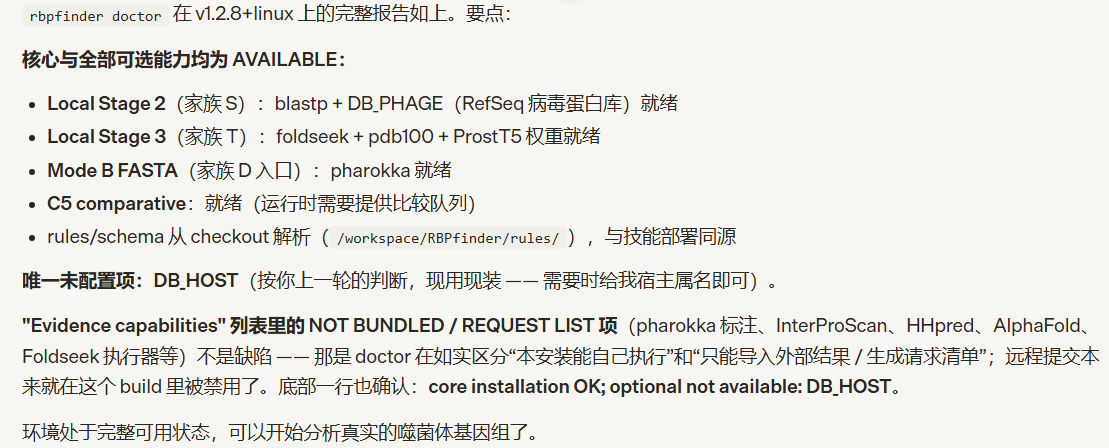 rbpfinder doctor 在 v1.2.8+linux 上的完整报告如上。要点：
核心与全部可选能力均为 AVAILABLE：
• Local Stage 2（家族 S）：blastp + DB_PHAGE（RefSeq 病毒蛋白库）就绪
• Local Stage 3（家族 T）：foldseek + pdb100 + ProstT5 权重就绪
• Mode B FASTA（家族 D 入口）：pharokka 就绪
• C5 comparative：就绪（运行时需要提供比较队列）
• rules/schema 从 checkout 解析（/workspace/RBPfinder/rules/），与技能部署同源
唯一未配置项：DB_HOST（按你上一轮的判断，现用现装 —— 需要时给我宿主属名即可）。
"Evidence capabilities" 列表里的 NOT BUNDLED / REQUEST LIST 项（pharokka 标注、InterProScan、HHpred、AlphaFold、
Foldseek 执行器等）不是缺陷 —— 那是 doctor 在如实区分“本安装能自己执行”和“只能导入外部结果 / 生成请求清单”；远程提交本
来就在这个 build 里被禁用了。底部一行也确认：core installation OK; optional not available: DB_HOST。
环境处于完整可用状态，可以开始分析真实的噬菌体基因组了。